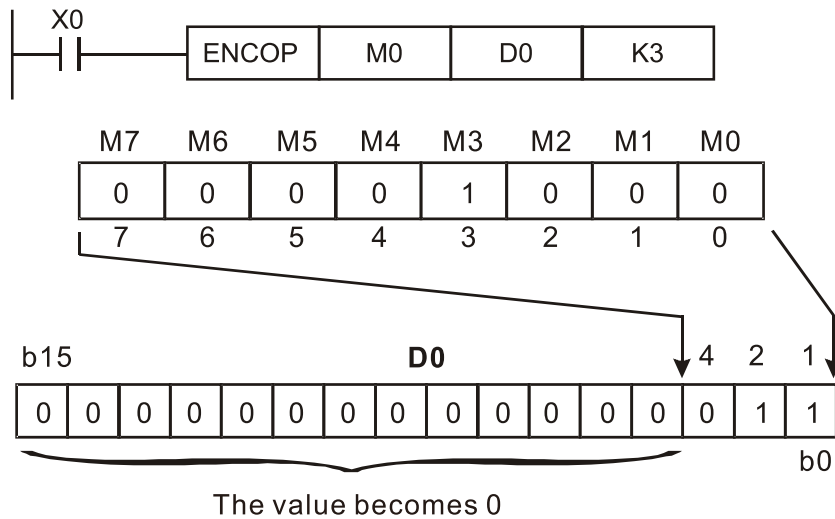 X0
ENCOP M0 D0 K3
M7 M6 M5 M4 M3 M2 M1 M0
0 0 0 0 1 0 0 0
7 6 5 4 3 2 1 0
b15 D0 4 2 1
0 0 0 0 0 0 0 0 0 0 0 0 0 0 1 1
b0
The value becomes 0